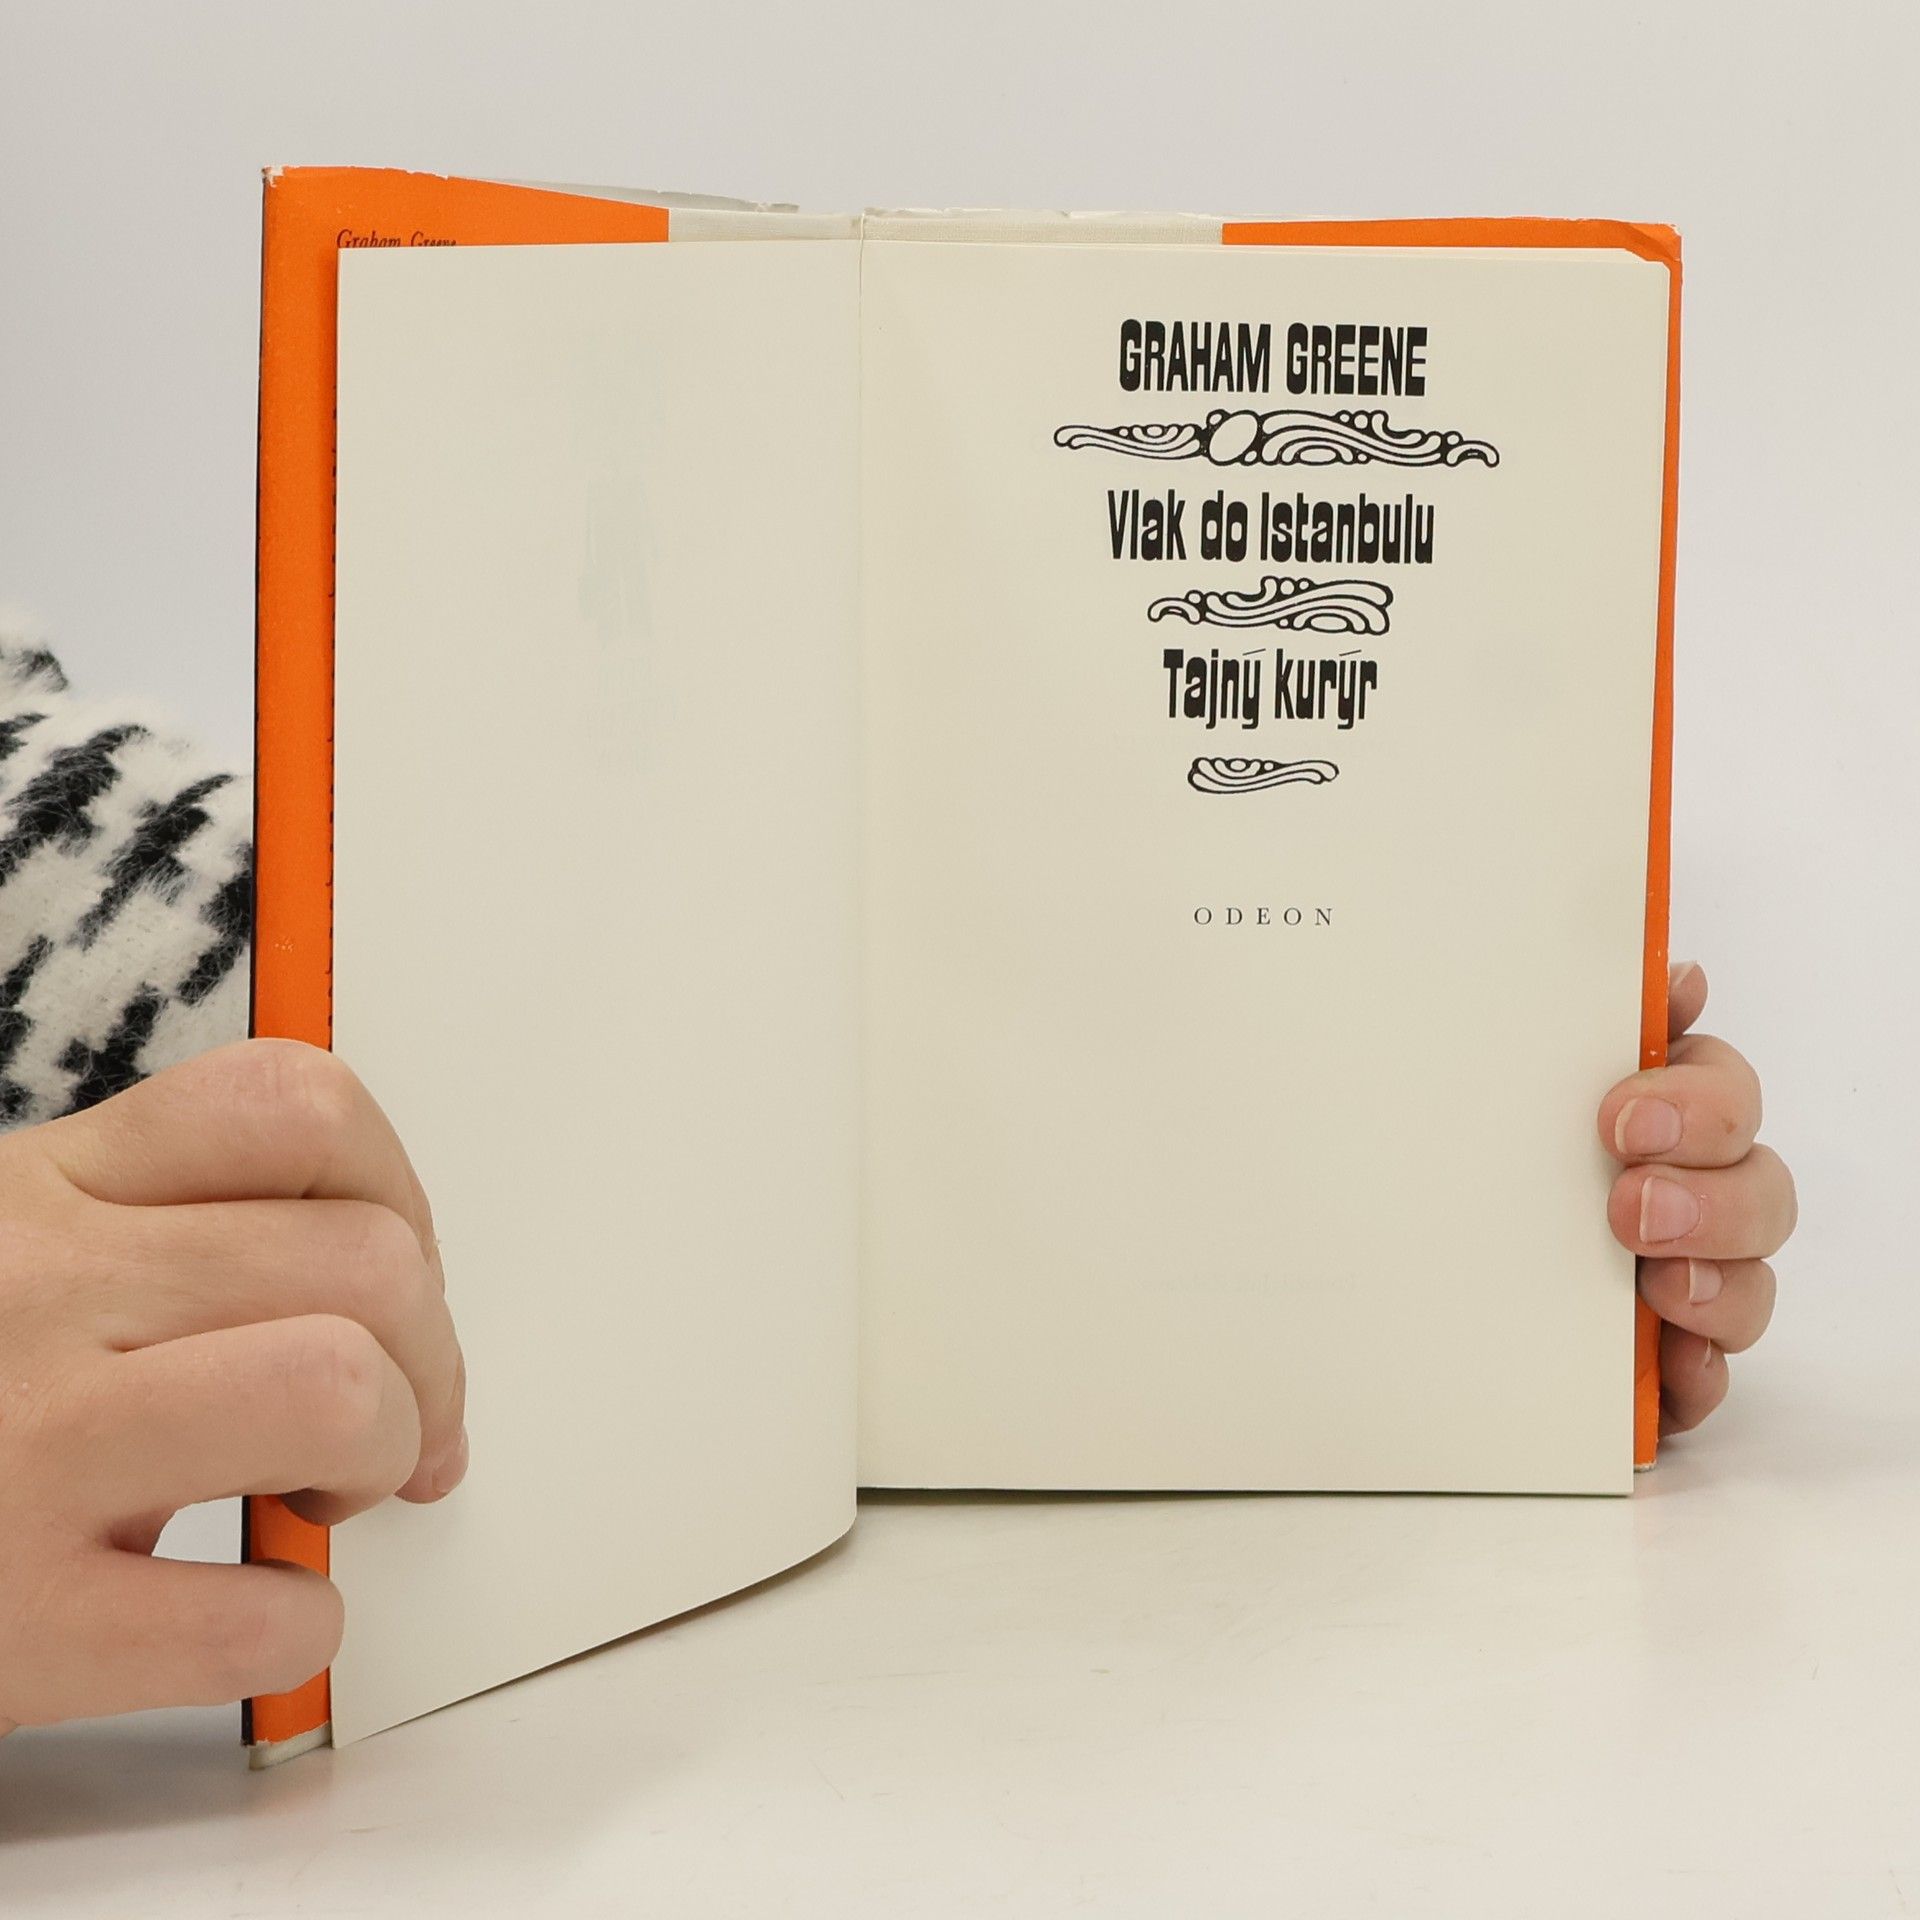 Graham Greene
GRAHAM GREENE
Vlak do Istanbulu
Tajný kurýr
ODEON